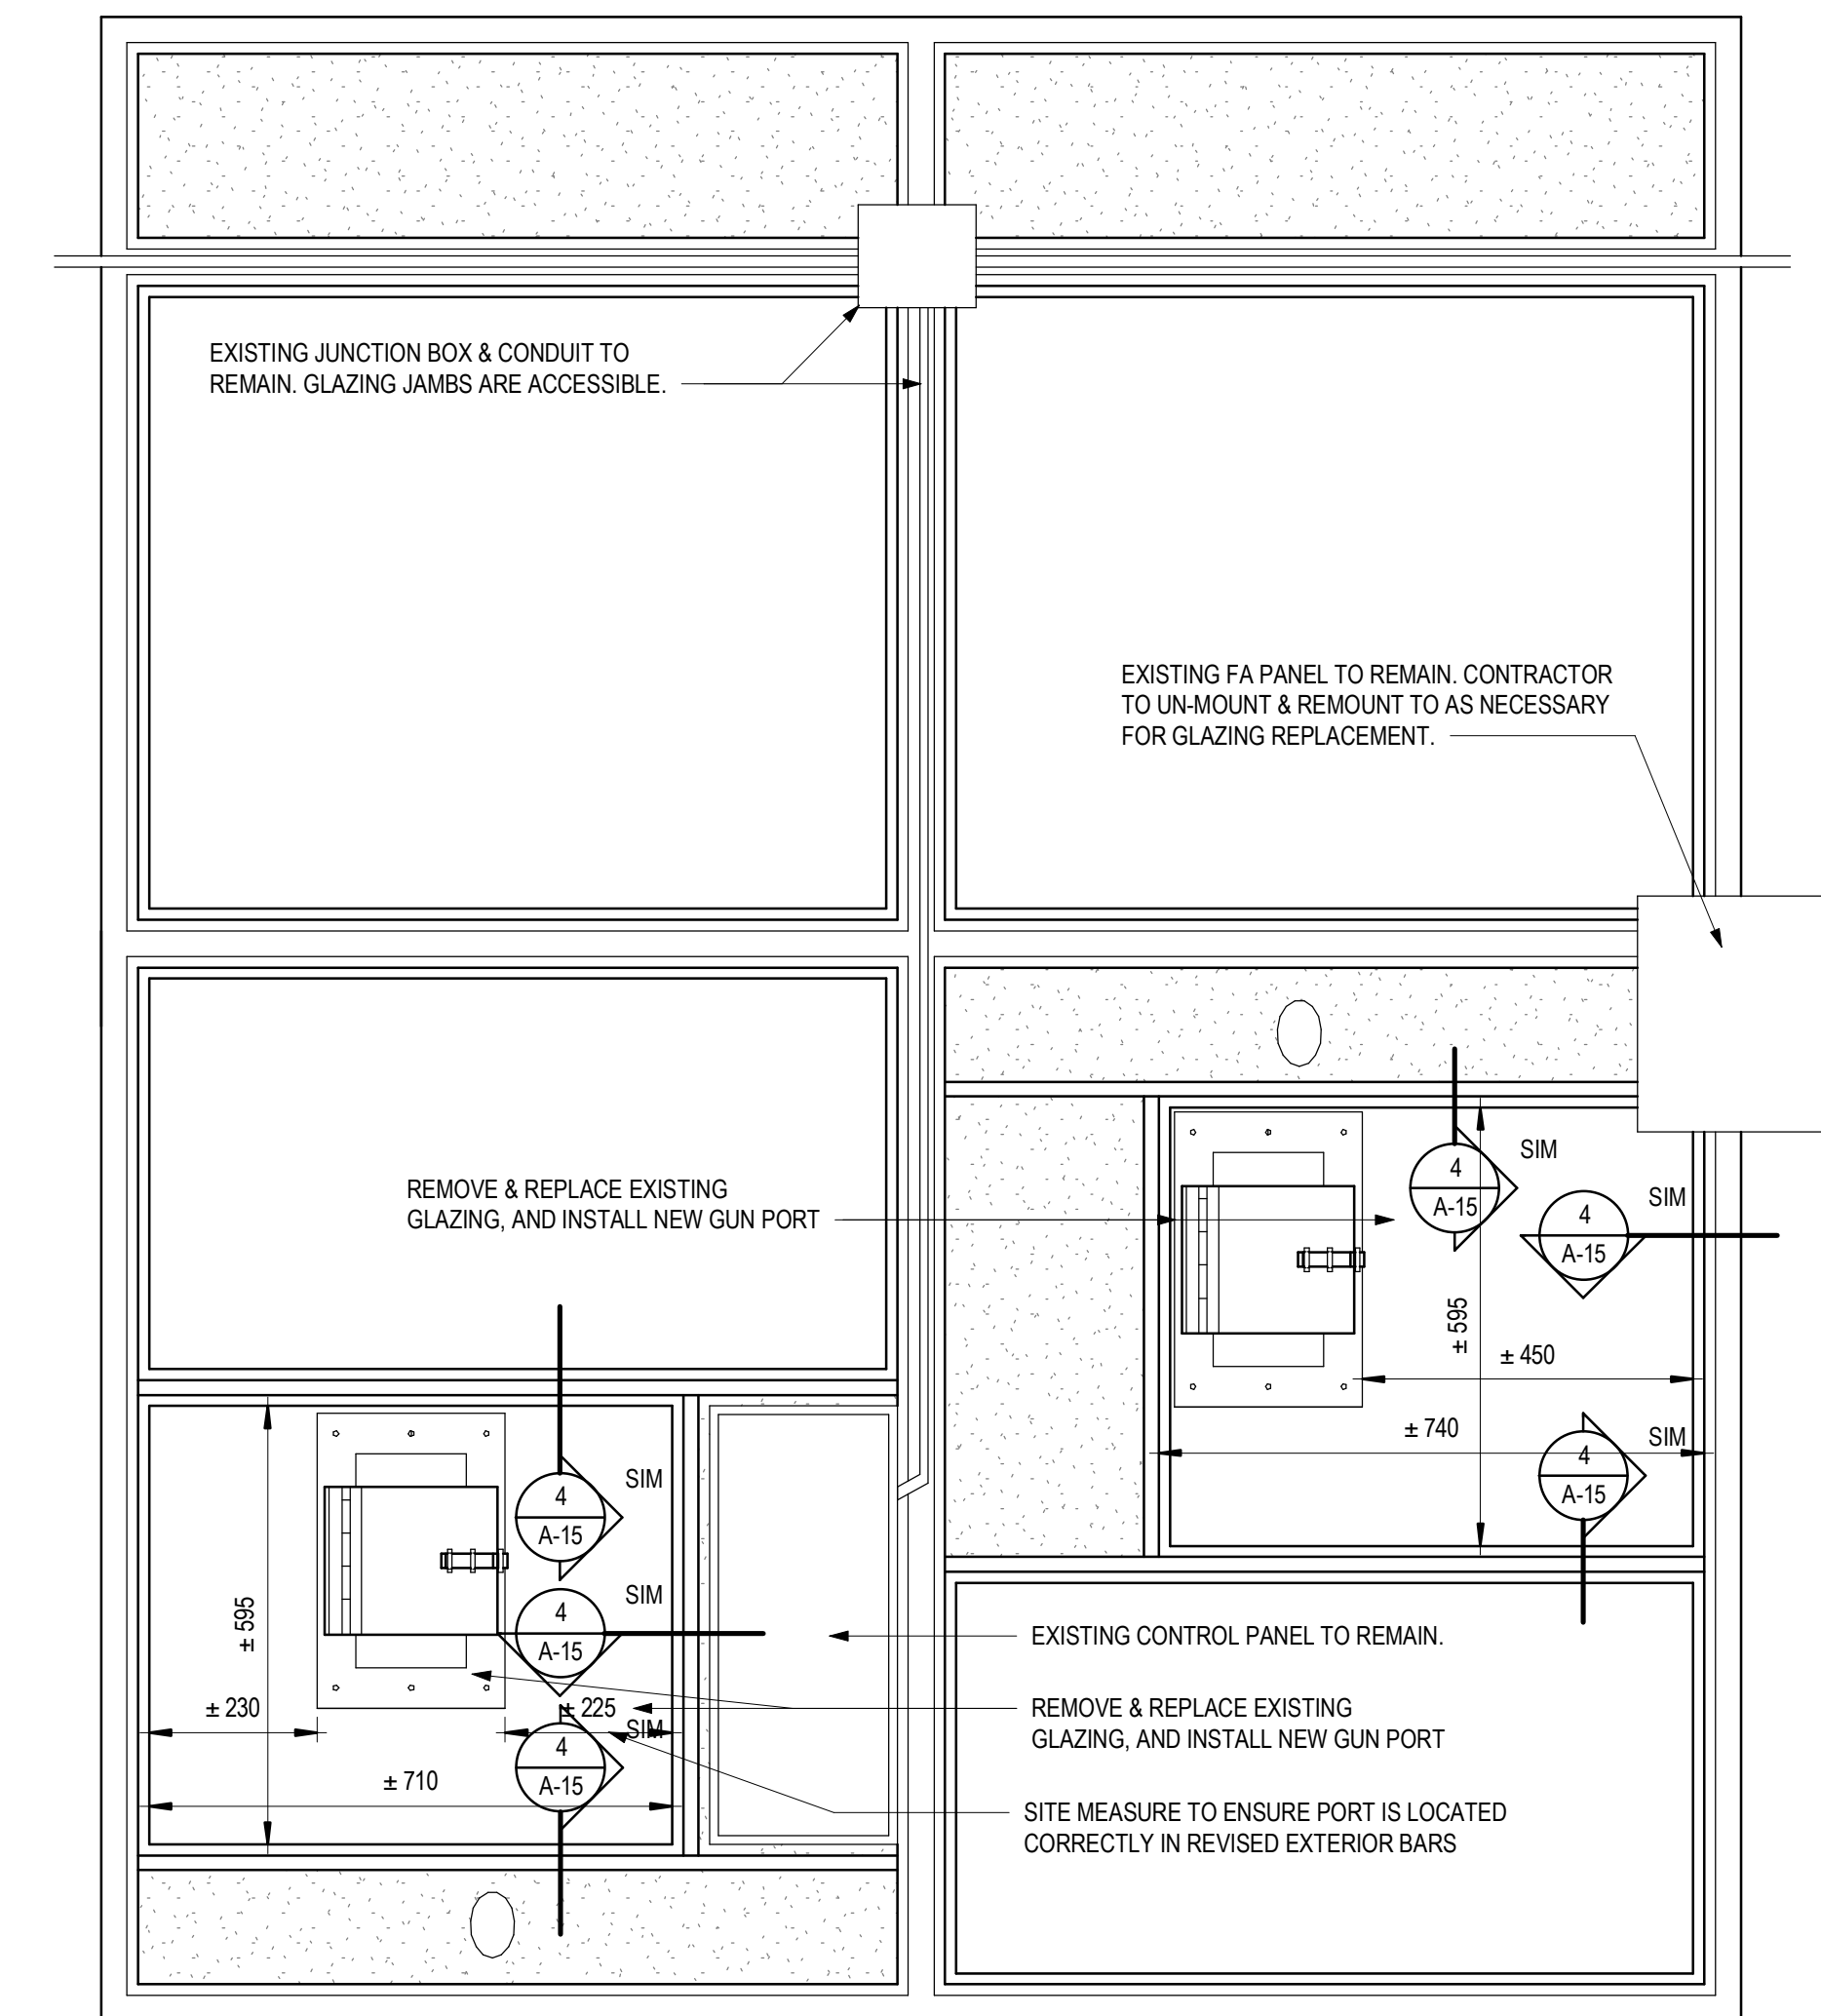 EXISTING JUNCTION BOX & CONDUIT TO
REMAIN. GLAZING JAMBS ARE ACCESSIBLE.
EXISTING FA PANEL TO REMAIN. CONTRACTOR
TO UN-MOUNT & REMOUNT TO AS NECESSARY
FOR GLAZING REPLACEMENT.
REMOVE & REPLACE EXISTING
GLAZING, AND INSTALL NEW GUN PORT
SIM
4
A-15
SIM
4
A-15
± 595
± 450
± 740
SIM
4
A-15
SIM
4
A-15
SIM
4
A-15
± 595
± 230
± 225
SIM
4
A-15
± 710
EXISTING CONTROL PANEL TO REMAIN.
REMOVE & REPLACE EXISTING
GLAZING, AND INSTALL NEW GUN PORT
SITE MEASURE TO ENSURE PORT IS LOCATED
CORRECTLY IN REVISED EXTERIOR BARS